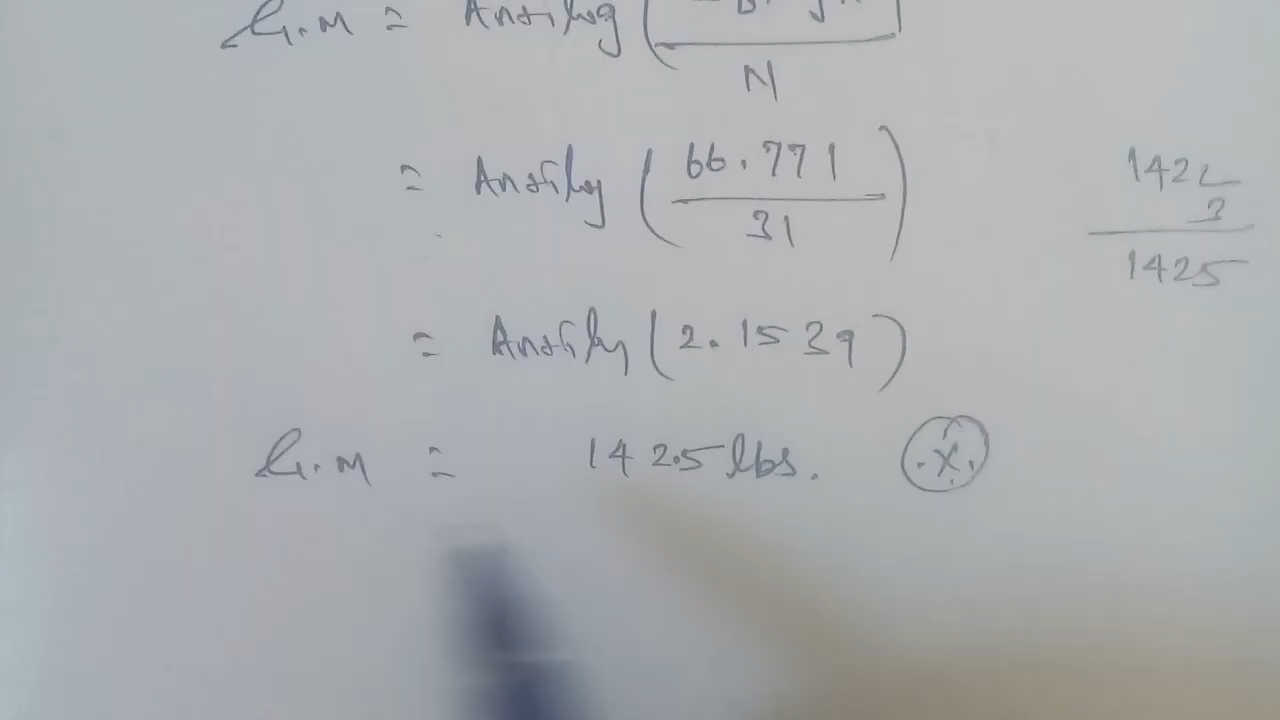 G.M = Antilog (
N
= Antilog ( 66.771
31 )
1422
3
1425
= Antilog ( 2.1539 )
G.M = 142.5 lbs. .X.